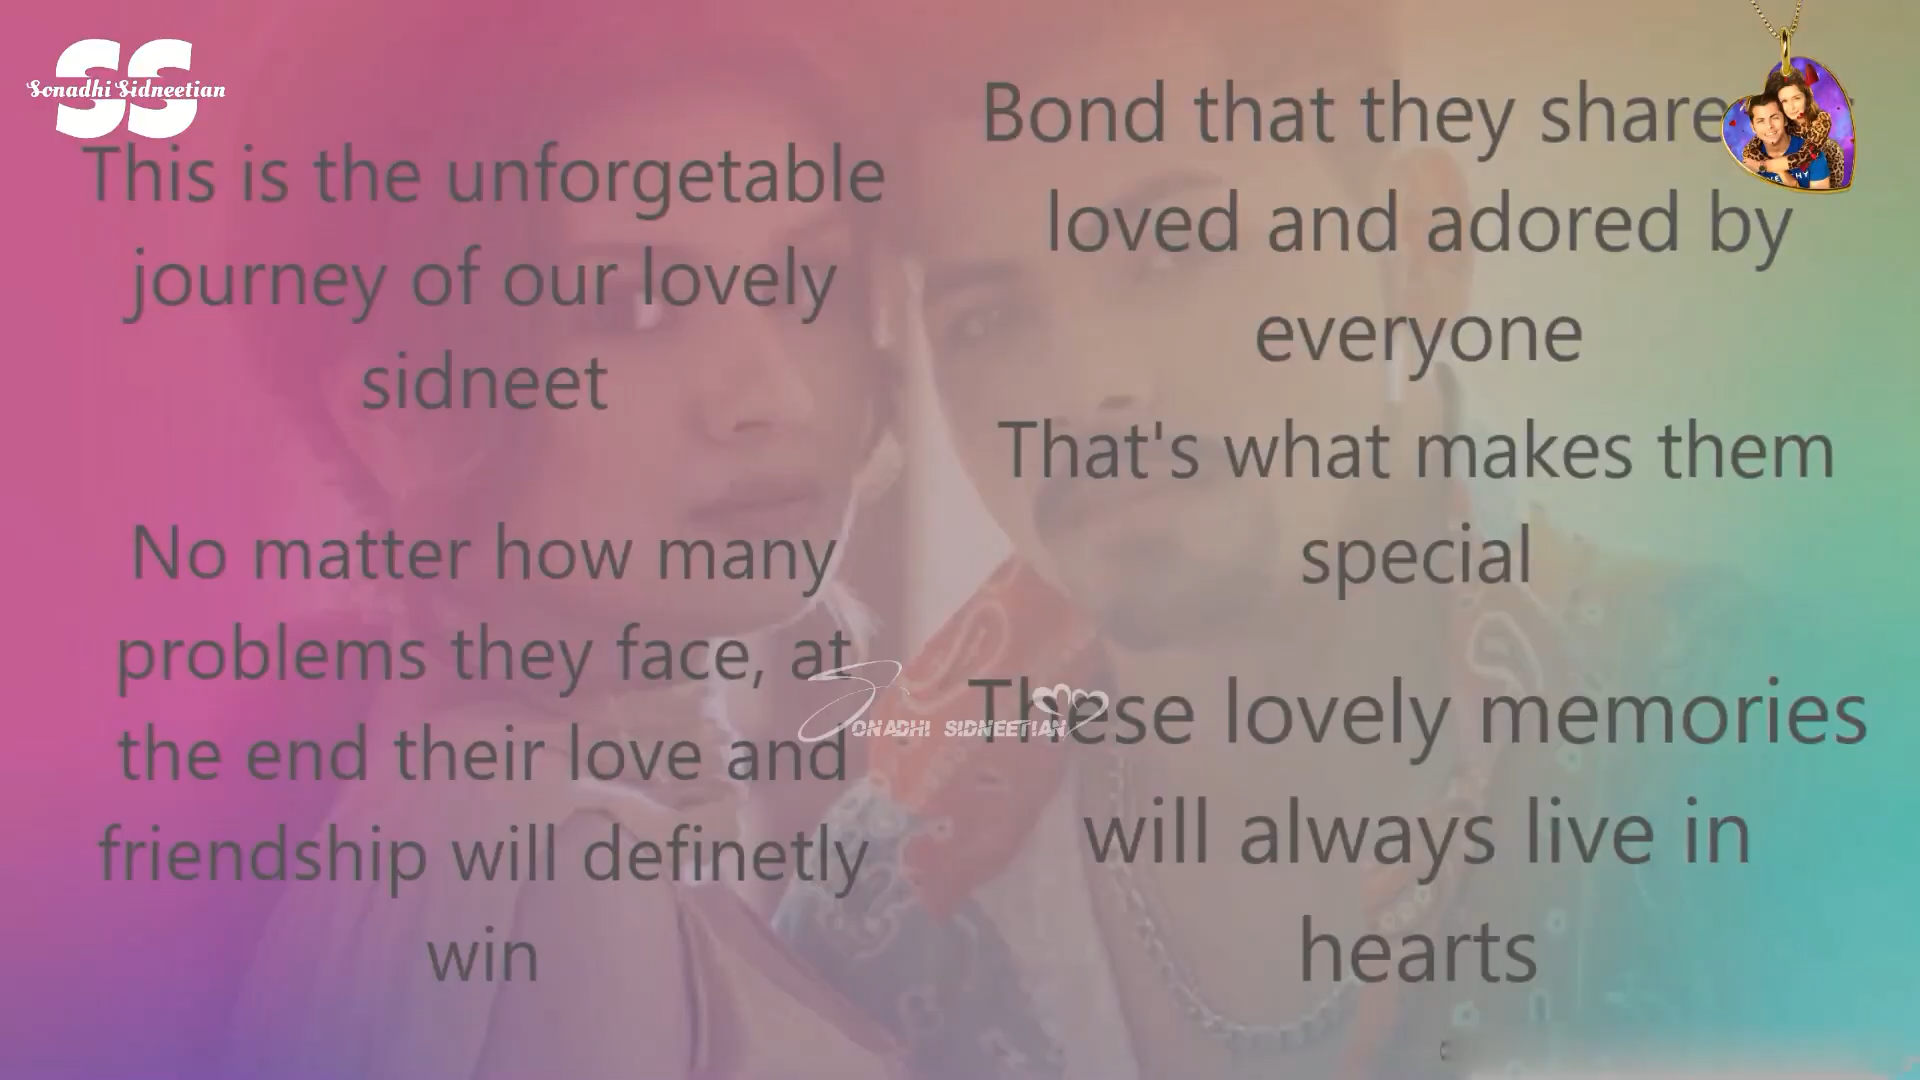 SS
Sonadhi Sidneetian
This is the unforgetable
journey of our lovely
sidneet
No matter how many
problems they face, at
the end their love and
friendship will definetly
win
Bond that they share
loved and adored by
everyone
That's what makes them
special
These lovely memories
will always live in
hearts
SONADHI SIDNEETIAN